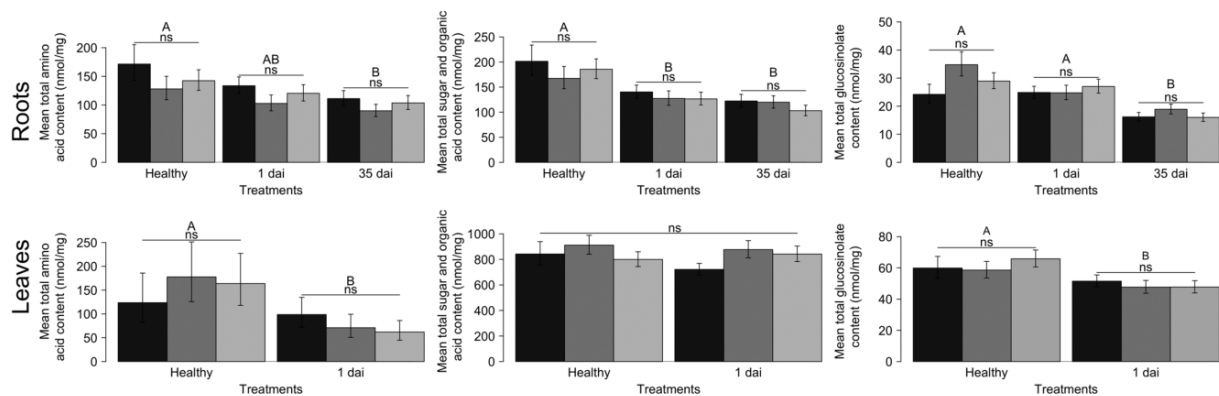 Roots
Mean total amino
acid content (nmol/mg)
200
150
100
50
0
A
ns
AB
ns
B
ns
Healthy
1 dai
35 dai
Treatments
Mean total sugar and organic
acid content (nmol/mg)
250
200
150
100
50
0
A
ns
B
ns
B
ns
Healthy
1 dai
35 dai
Treatments
Mean total glucosinolate
content (nmol/mg)
50
40
30
20
10
0
A
ns
A
ns
B
ns
Healthy
1 dai
35 dai
Treatments
Leaves
Mean total amino
acid content (nmol/mg)
250
200
150
100
50
0
A
ns
B
ns
Healthy
1 dai
Treatments
Mean total sugar and organic
acid content (nmol/mg)
1000
800
600
400
200
0
ns
Healthy
1 dai
Treatments
Mean total glucosinolate
content (nmol/mg)
80
60
40
20
0
A
ns
B
ns
Healthy
1 dai
Treatments